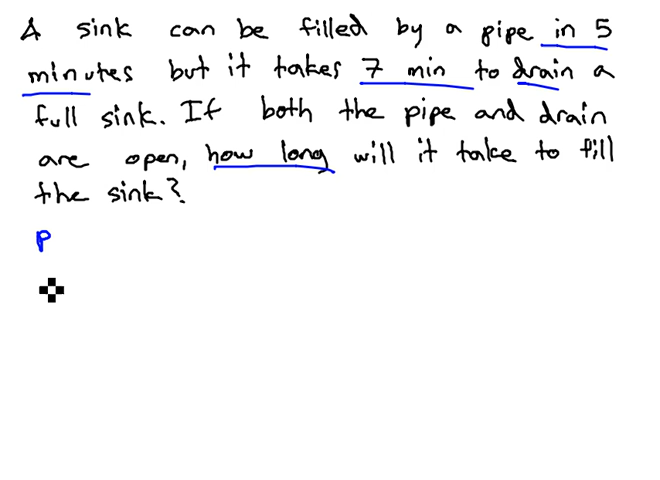 A sink can be filled by a pipe in 5
minutes but it takes 7 min to drain a
full sink. If both the pipe and drain
are open, how long will it take to fill
the sink?
P